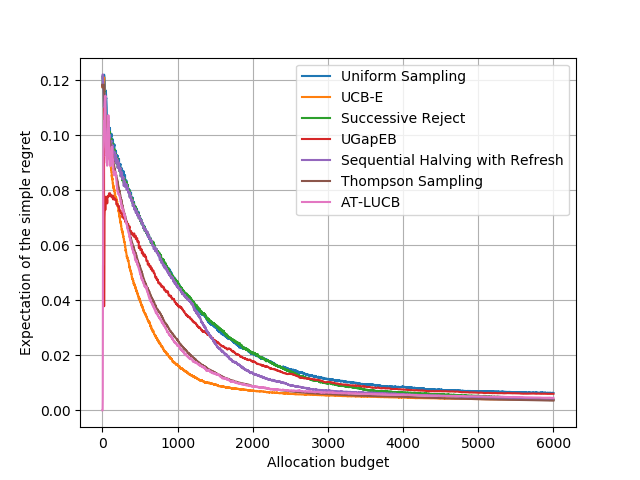 0.12
0.10
0.08
0.06
0.04
0.02
0.00
Expectation of the simple regret
Uniform Sampling
UCB-E
Successive Reject
UGapEB
Sequential Halving with Refresh
Thompson Sampling
AT-LUCB
0 1000 2000 3000 4000 5000 6000
Allocation budget